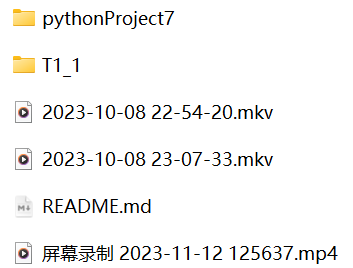 pythonProject7
T1_1
2023-10-08 22-54-20.mkv
2023-10-08 23-07-33.mkv
README.md
屏幕录制 2023-11-12 125637.mp4